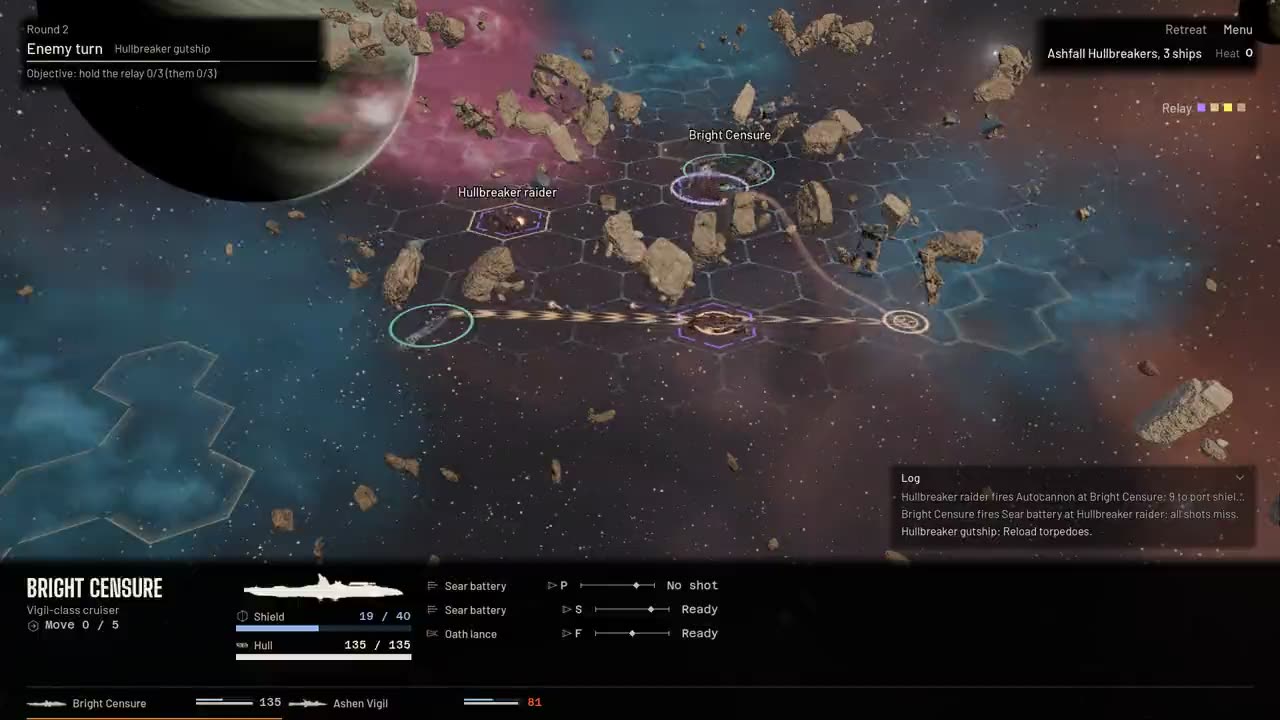 Round 2
Enemy turn Hullbreaker gutship
Objective: hold the relay 0/3 (them 0/3)
Retreat Menu
Ashfall Hullbreakers, 3 ships Heat 0
Relay
Bright Censure
Hullbreaker raider
Log
Hullbreaker raider fires Autocannon at Bright Censure: 9 to port shiel...
Bright Censure fires Sear battery at Hullbreaker raider: all shots miss.
Hullbreaker gutship: Reload torpedoes.
BRIGHT CENSURE
Vigil-class cruiser
Move 0 / 5
Shield 19 / 40
Hull 135 / 135
Sear battery P No shot
Sear battery S Ready
Oath lance F Ready
Bright Censure 135 Ashen Vigil 81